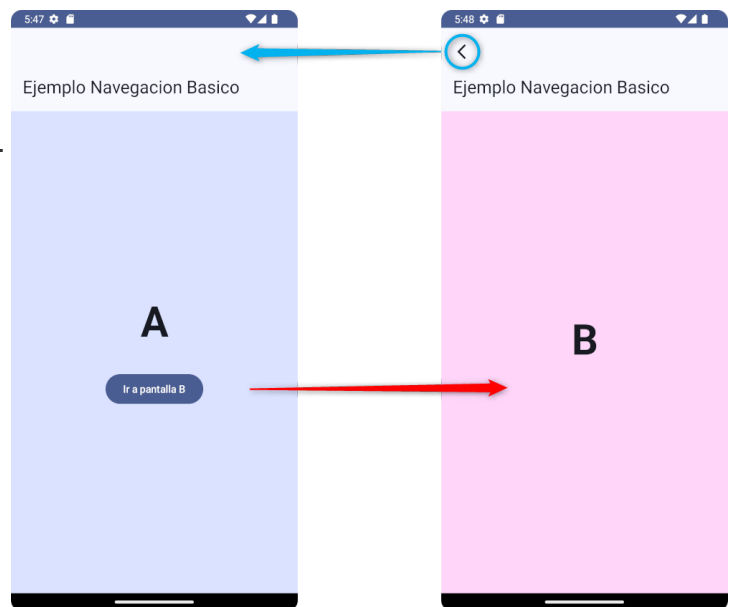 5:47
Ejemplo Navegacion Basico
A
Ir a pantalla B
5:48
Ejemplo Navegacion Basico
B